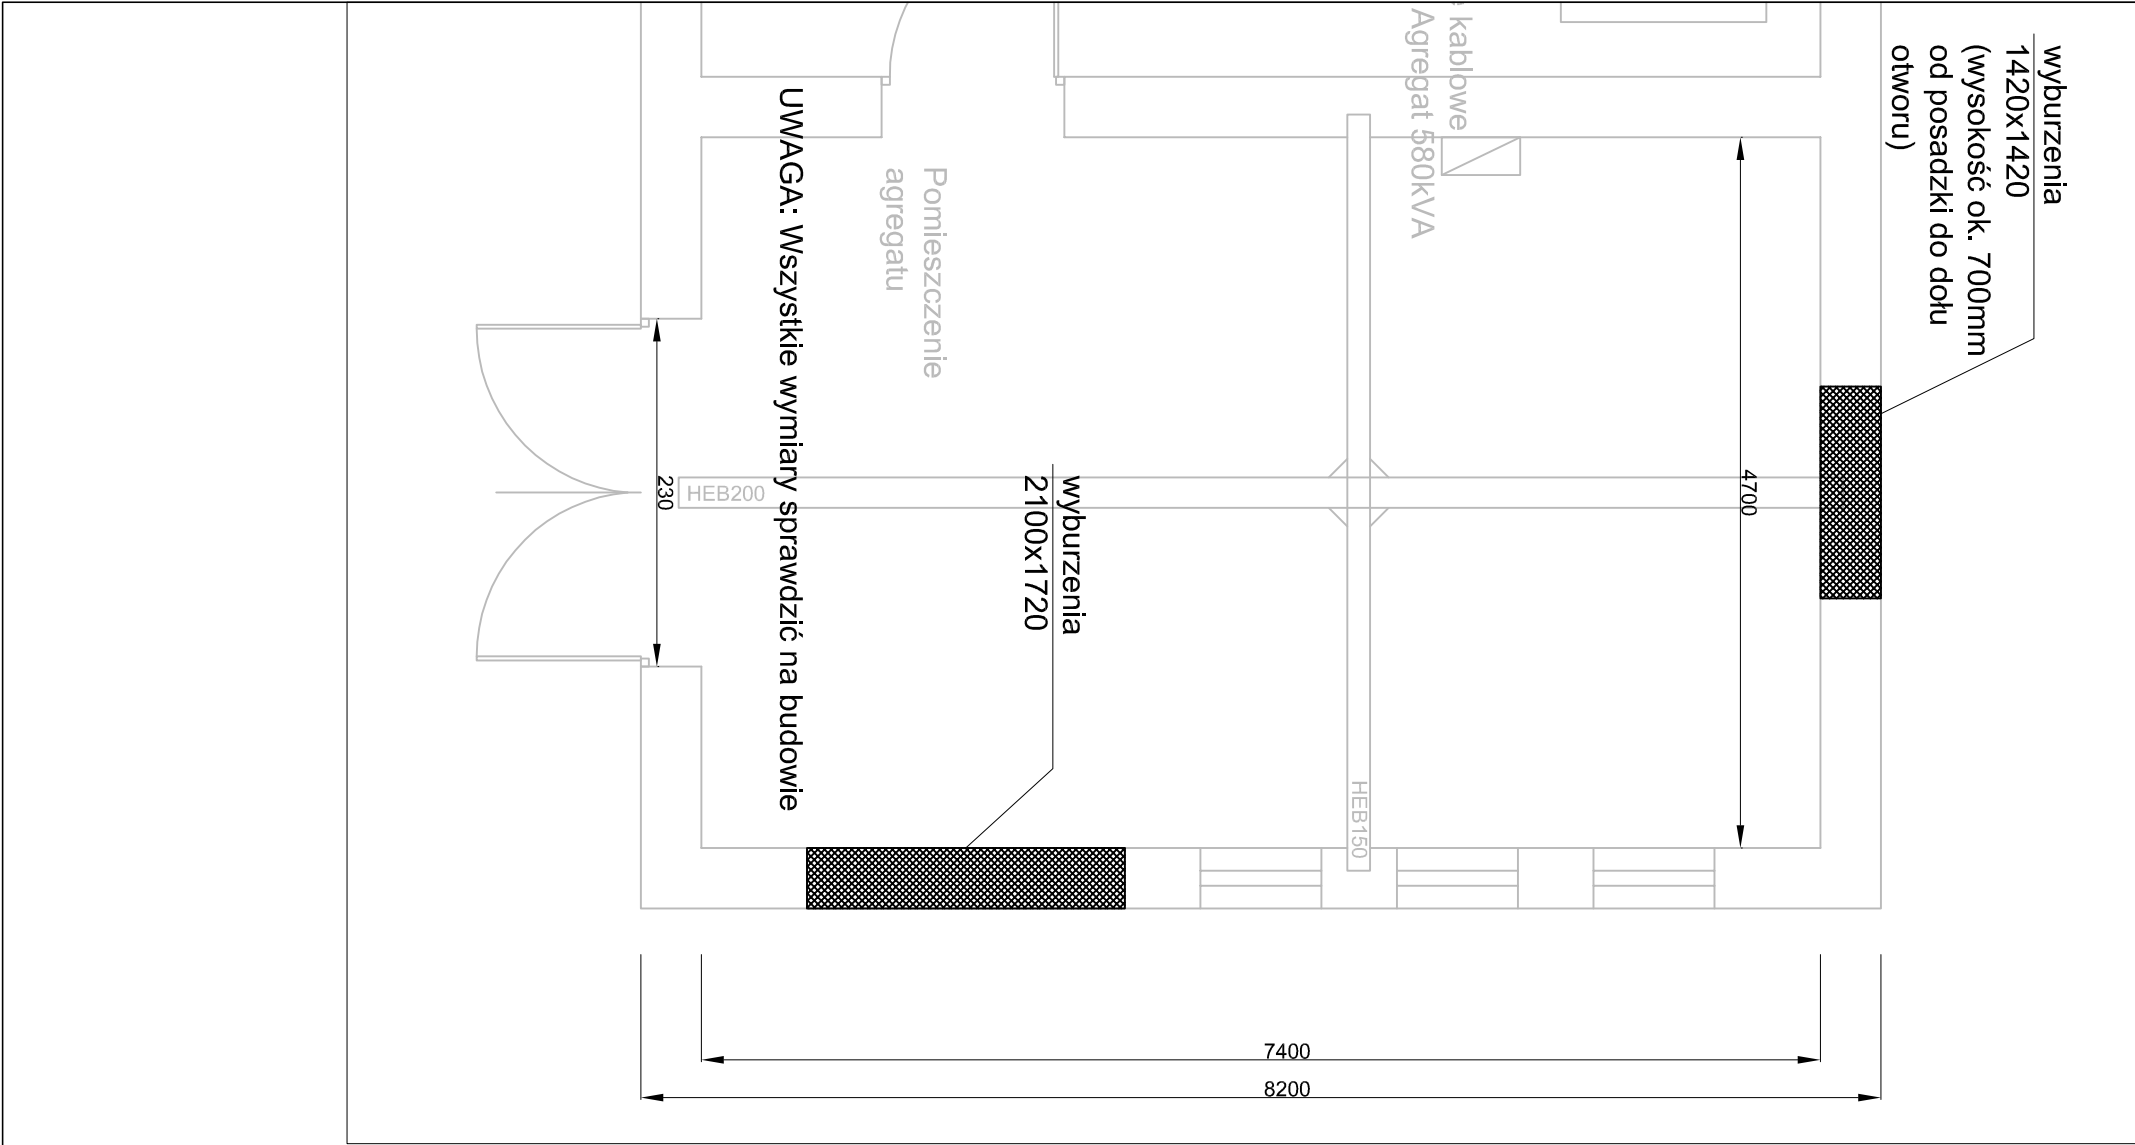 wyburzenia
1420x1420
(wysokość ok. 700mm
od posadzki do dołu
otworu)
kablowe
Agregat 580kVA
Pomieszczenie
agregatu
UWAGA: Wszystkie wymiary sprawdzić na budowie
wyburzenia
2100x1720
4700
230
HEB200
HEB150
7400
8200